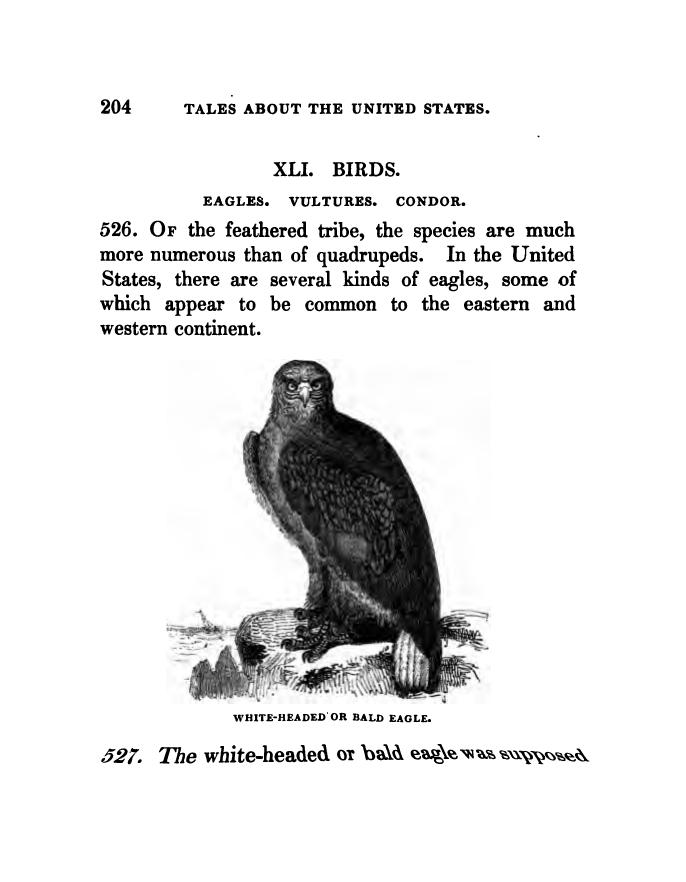 204 TALES ABOUT THE UNITED STATES.
XLI. BIRDS.
EAGLES. VULTURES. CONDOR.
526. OF the feathered tribe, the species are much
more numerous than of quadrupeds. In the United
States, there are several kinds of eagles, some of
which appear to be common to the eastern and
western continent.
WHITE-HEADED OR BALD EAGLE.
527. The white-headed or bald eagle was supposed